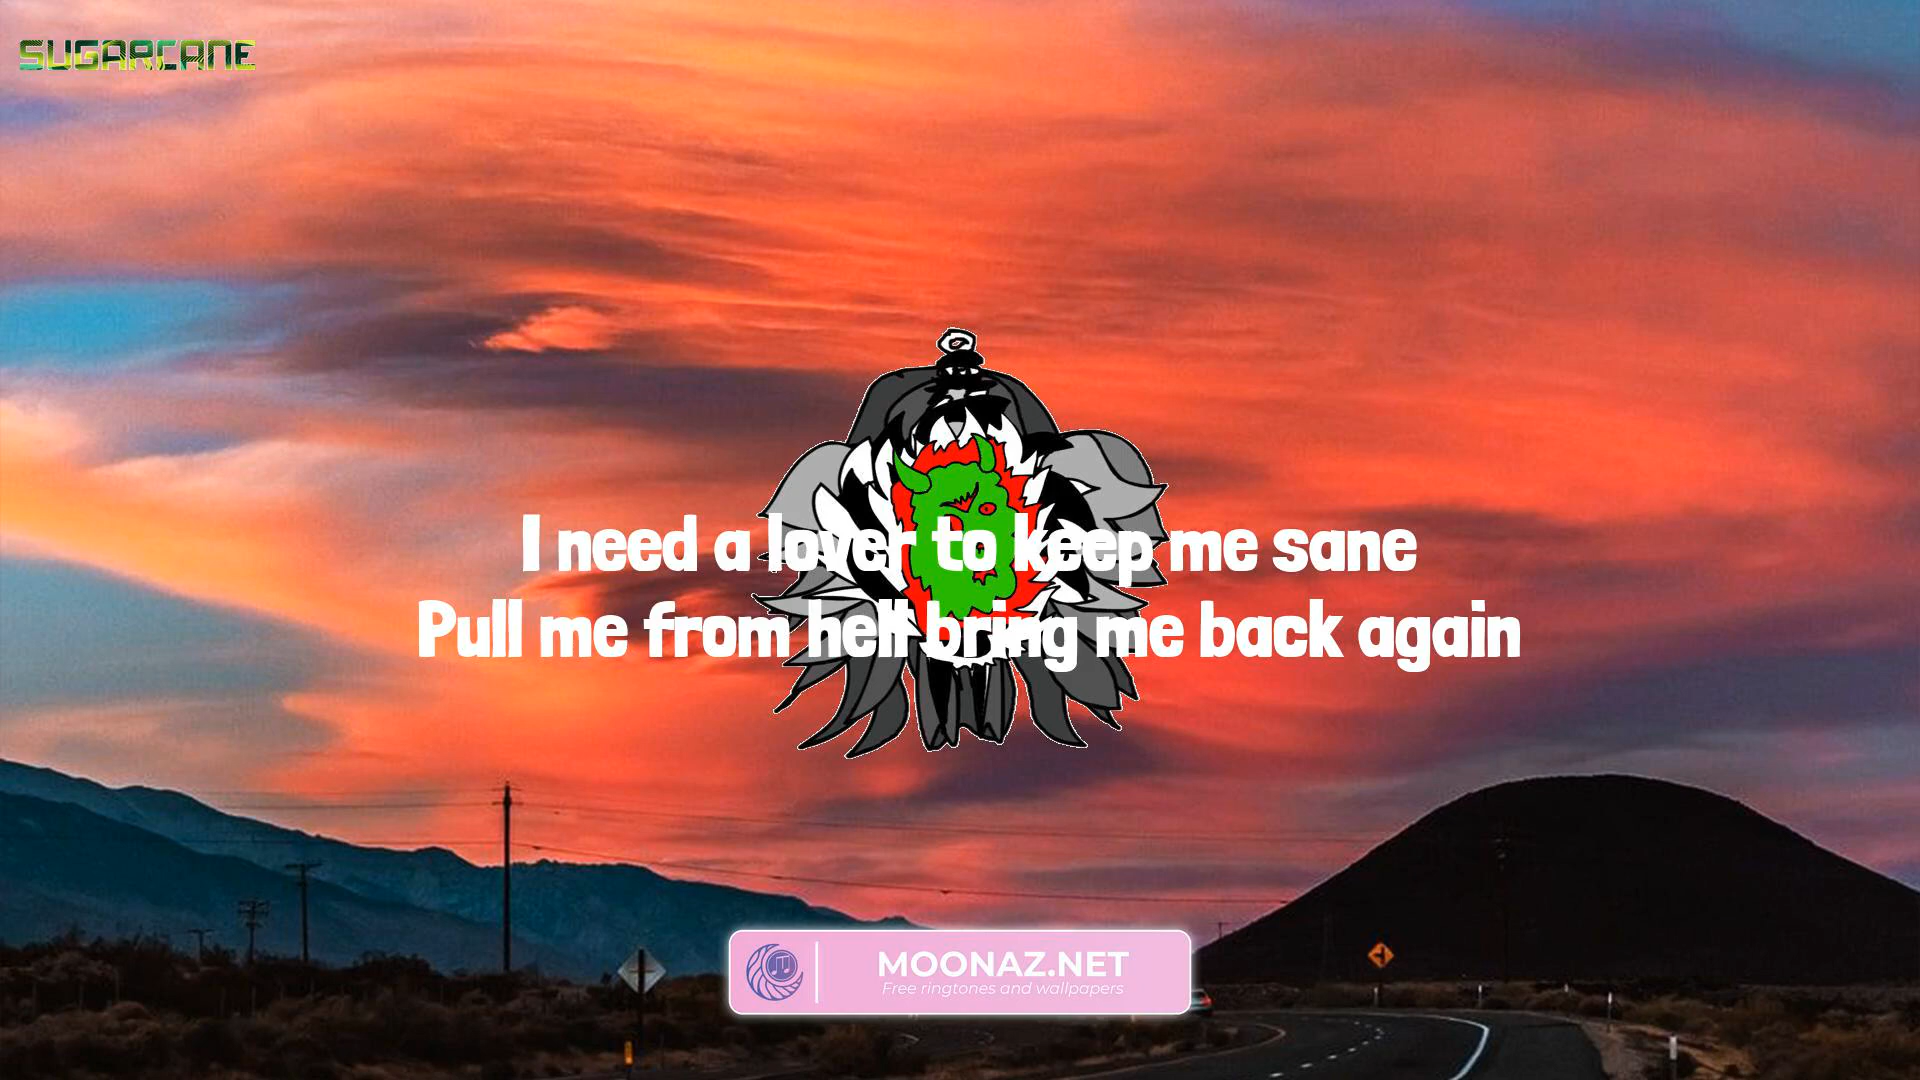 SUGARCANE
I need a lover to keep me sane
Pull me from hell bring me back again
MOONAZ.NET
Free ringtones and wallpapers